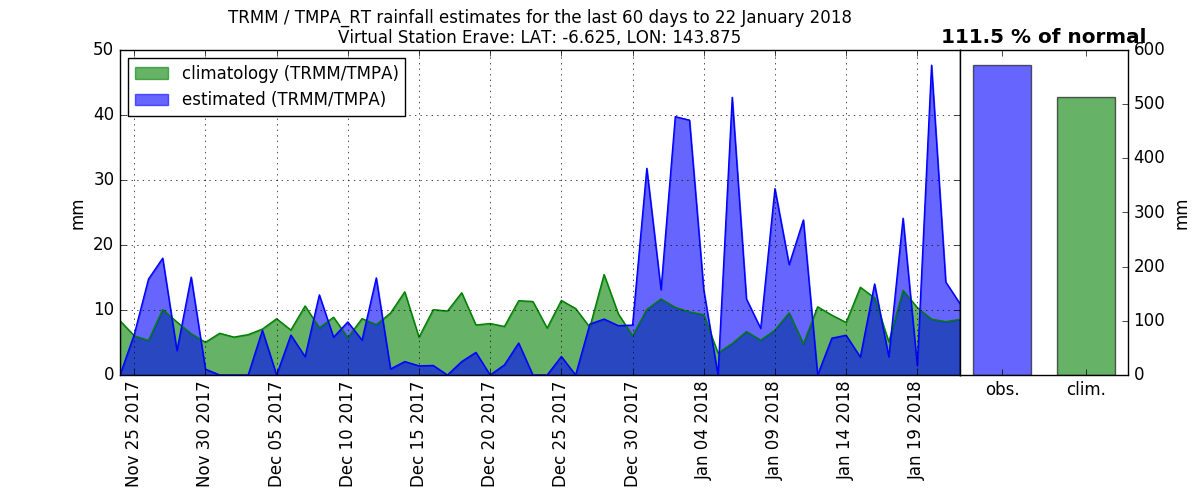 TRMM / TMPA_RT rainfall estimates for the last 60 days to 22 January 2018
Virtual Station Erave: LAT: -6.625, LON: 143.875
111.5 % of normal
climatology (TRMM/TMPA)
estimated (TRMM/TMPA)
50
40
30
20
10
0
mm
Nov 25 2017
Nov 30 2017
Dec 05 2017
Dec 10 2017
Dec 15 2017
Dec 20 2017
Dec 25 2017
Dec 30 2017
Jan 04 2018
Jan 09 2018
Jan 14 2018
Jan 19 2018
obs.
clim.
600
500
400
300
200
100
0
mm